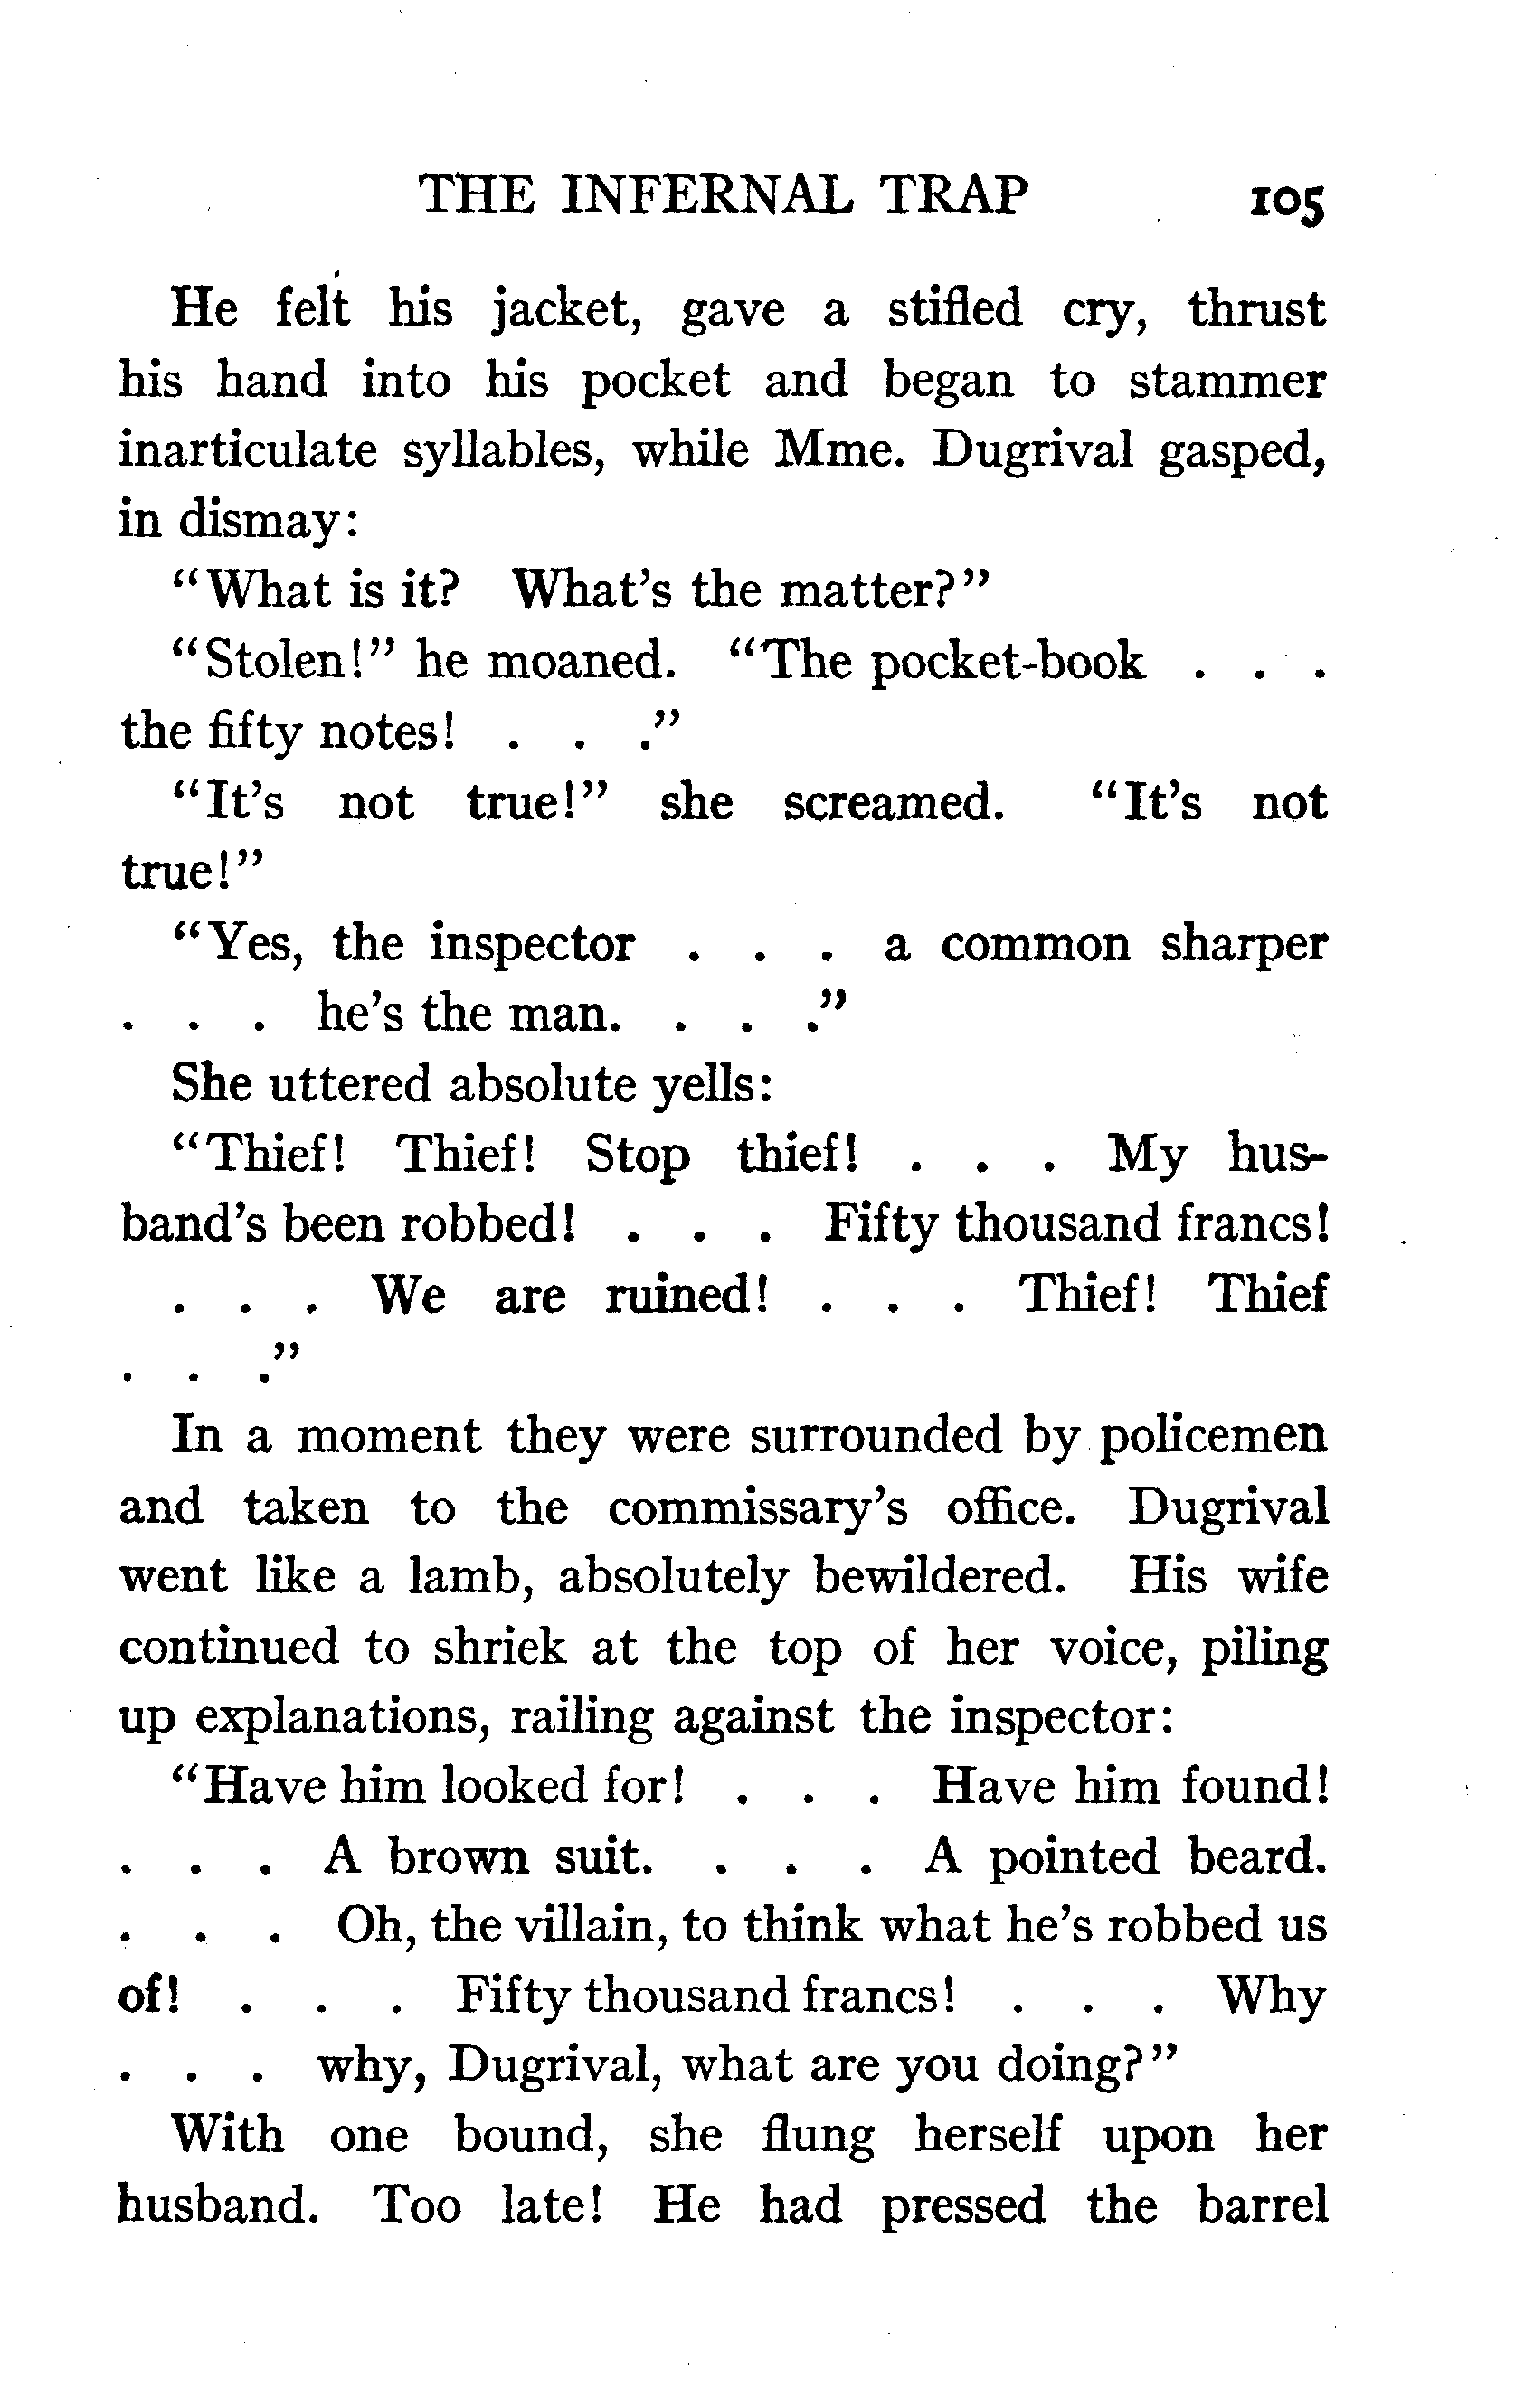 THE INFERNAL TRAP 105
He felt his jacket, gave a stifled cry, thrust
his hand into his pocket and began to stammer
inarticulate syllables, while Mme. Dugrival gasped,
in dismay:
“What is it? What's the matter?”
“Stolen!” he moaned. “The pocket-book . . .
the fifty notes! . . .”
“It's not true!” she screamed. “It's not
true!”
“Yes, the inspector . . . a common sharper
. . . he's the man. . . .”
She uttered absolute yells:
“Thief! Thief! Stop thief! . . . My hus-
band's been robbed! . . . Fifty thousand francs!
. . . We are ruined! . . . Thief! Thief
. . .”
In a moment they were surrounded by policemen
and taken to the commissary's office. Dugrival
went like a lamb, absolutely bewildered. His wife
continued to shriek at the top of her voice, piling
up explanations, railing against the inspector:
“Have him looked for! . . . Have him found!
. . . A brown suit. . . . A pointed beard.
. . . Oh, the villain, to think what he's robbed us
of! . . . Fifty thousand francs! . . . Why
. . . why, Dugrival, what are you doing?”
With one bound, she flung herself upon her
husband. Too late! He had pressed the barrel